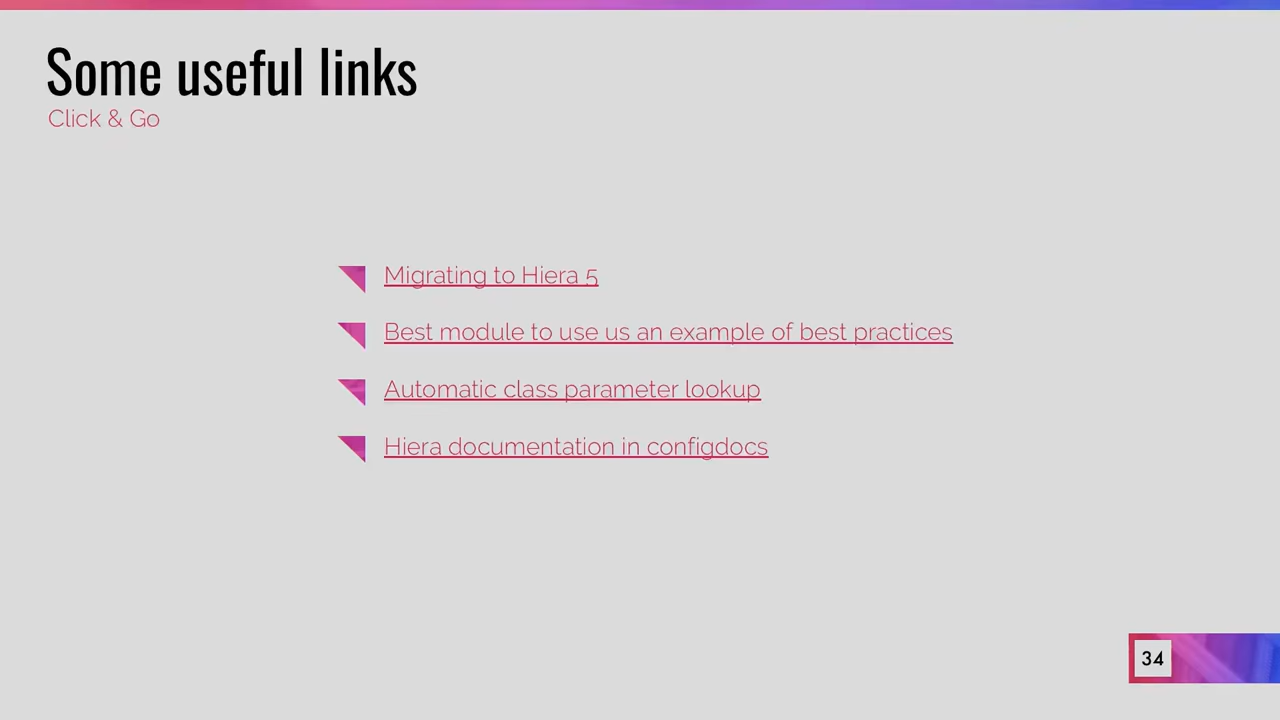 Some useful links
Click & Go
Migrating to Hiera 5
Best module to use us an example of best practices
Automatic class parameter lookup
Hiera documentation in configdocs
34